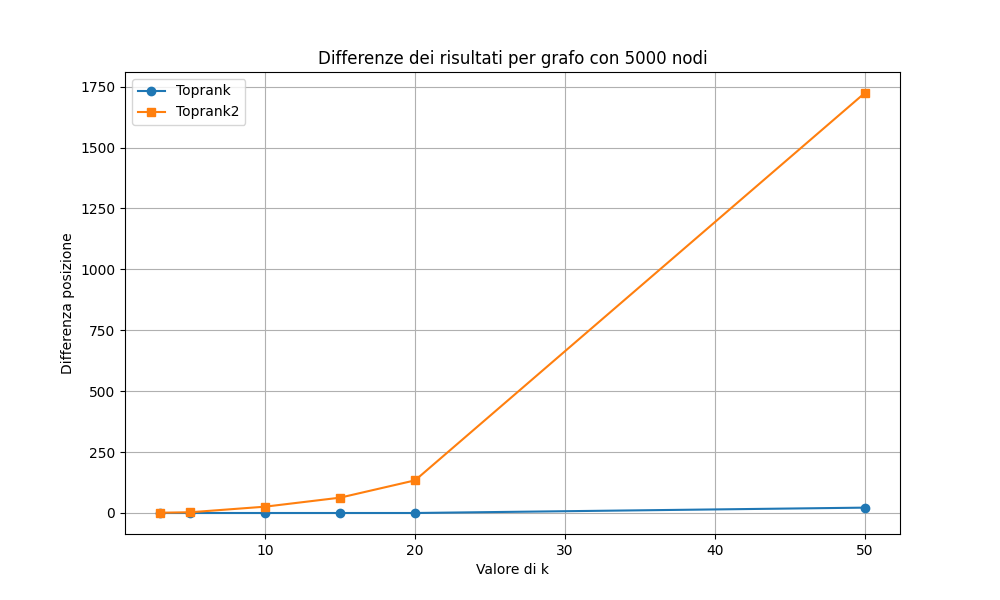 Differenze dei risultati per grafo con 5000 nodi
Toprank
Toprank2
Differenza posizione
1750
1500
1250
1000
750
500
250
0
10
20
30
40
50
Valore di k